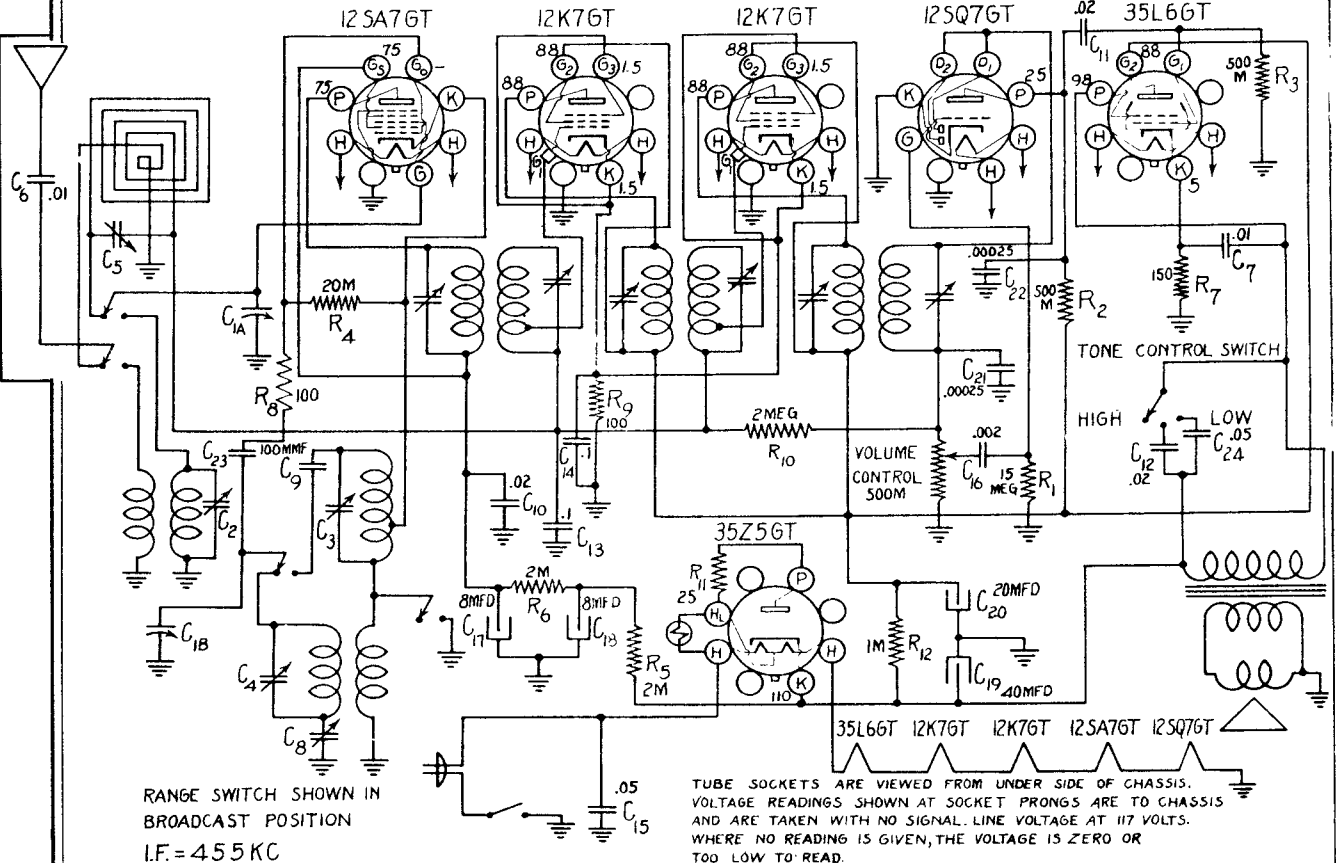 12SA7GT 12K7GT 12K7GT 12SQ7GT 35L6GT
.02
C11
75 88 88 88
GS G0 – G2 G3 1.5 G2 G3 1.5 D2 D1 G2 G1
500 M R3
75 P K 88 P 88 P K P 25 98 P
H H H H H H G H H H
G G1 K 1.5 G1 K 1.5 H K 5
C6 .01
C5
.01 C7
150 R7
.00025 C22
500 M R2
20M R4
C1A
TONE CONTROL SWITCH
C21 .00025
R8 100
R9 100
HIGH LOW
.05 C24
C12 .02
2MEG R10
VOLUME CONTROL 500M
.002 C16
15 MEG R1
C23 100MMF
C9
C14 .1
.02 C10
C2
C3
.1 C13
35Z5GT
R11 P
2M R6
25 HL
8MFD C17
8MFD C18
H H
20MFD C20
1M R12
C1B
R5 2M
C19 40MFD
110 K
C4
C8
35L6GT 12K7GT 12K7GT 12SA7GT 12SQ7GT
.05 C15
RANGE SWITCH SHOWN IN
BROADCAST POSITION
I.F. = 455KC
TUBE SOCKETS ARE VIEWED FROM UNDER SIDE OF CHASSIS.
VOLTAGE READINGS SHOWN AT SOCKET PRONGS ARE TO CHASSIS
AND ARE TAKEN WITH NO SIGNAL. LINE VOLTAGE AT 117 VOLTS.
WHERE NO READING IS GIVEN, THE VOLTAGE IS ZERO OR
TOO LOW TO READ.